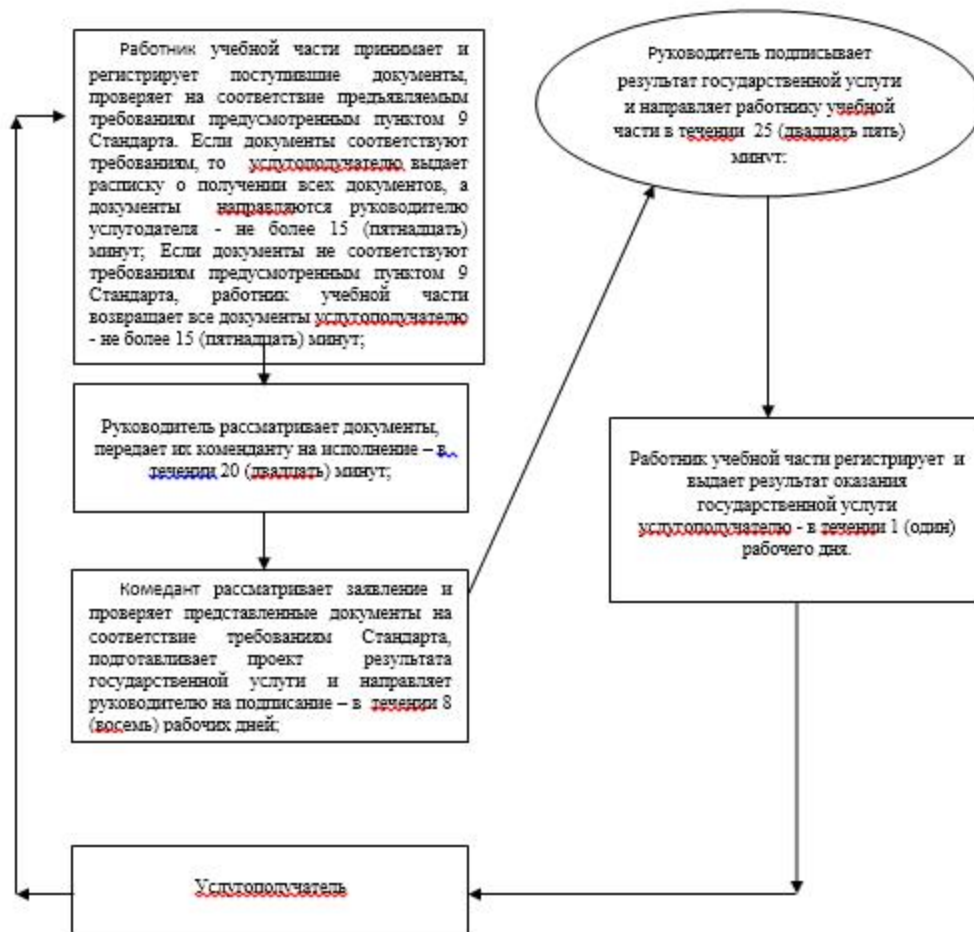 Работник учебной части принимает и
регистрирует поступившие документы,
проверяет на соответствие предъявляемым
требованиям предусмотренным пунктом 9
Стандарта. Если документы соответствуют
требованиям, то услугополучателю выдает
расписку о получении всех документов, а
документы направляются руководителю
услугодателя - не более 15 (пятнадцать)
минут; Если документы не соответствуют
требованиям предусмотренным пунктом 9
Стандарта, работник учебной части
возвращает все документы услугополучателю
- не более 15 (пятнадцать) минут;
Руководитель рассматривает документы,
передает их коменданту на исполнение – в
течении 20 (двадцать) минут;
Комедант рассматривает заявление и
проверяет представленные документы на
соответствие требованиям Стандарта,
подготавливает проект результата
государственной услуги и направляет
руководителю на подписание – в течении 8
(восемь) рабочих дней;
Руководитель подписывает
результат государственной услуги
и направляет работнику учебной
части в течении 25 (двадцать пять)
минут;
Работник учебной части регистрирует и
выдает результат оказания
государственной услуги
услугополучателю - в течении 1 (один)
рабочего дня.
Услугополучатель